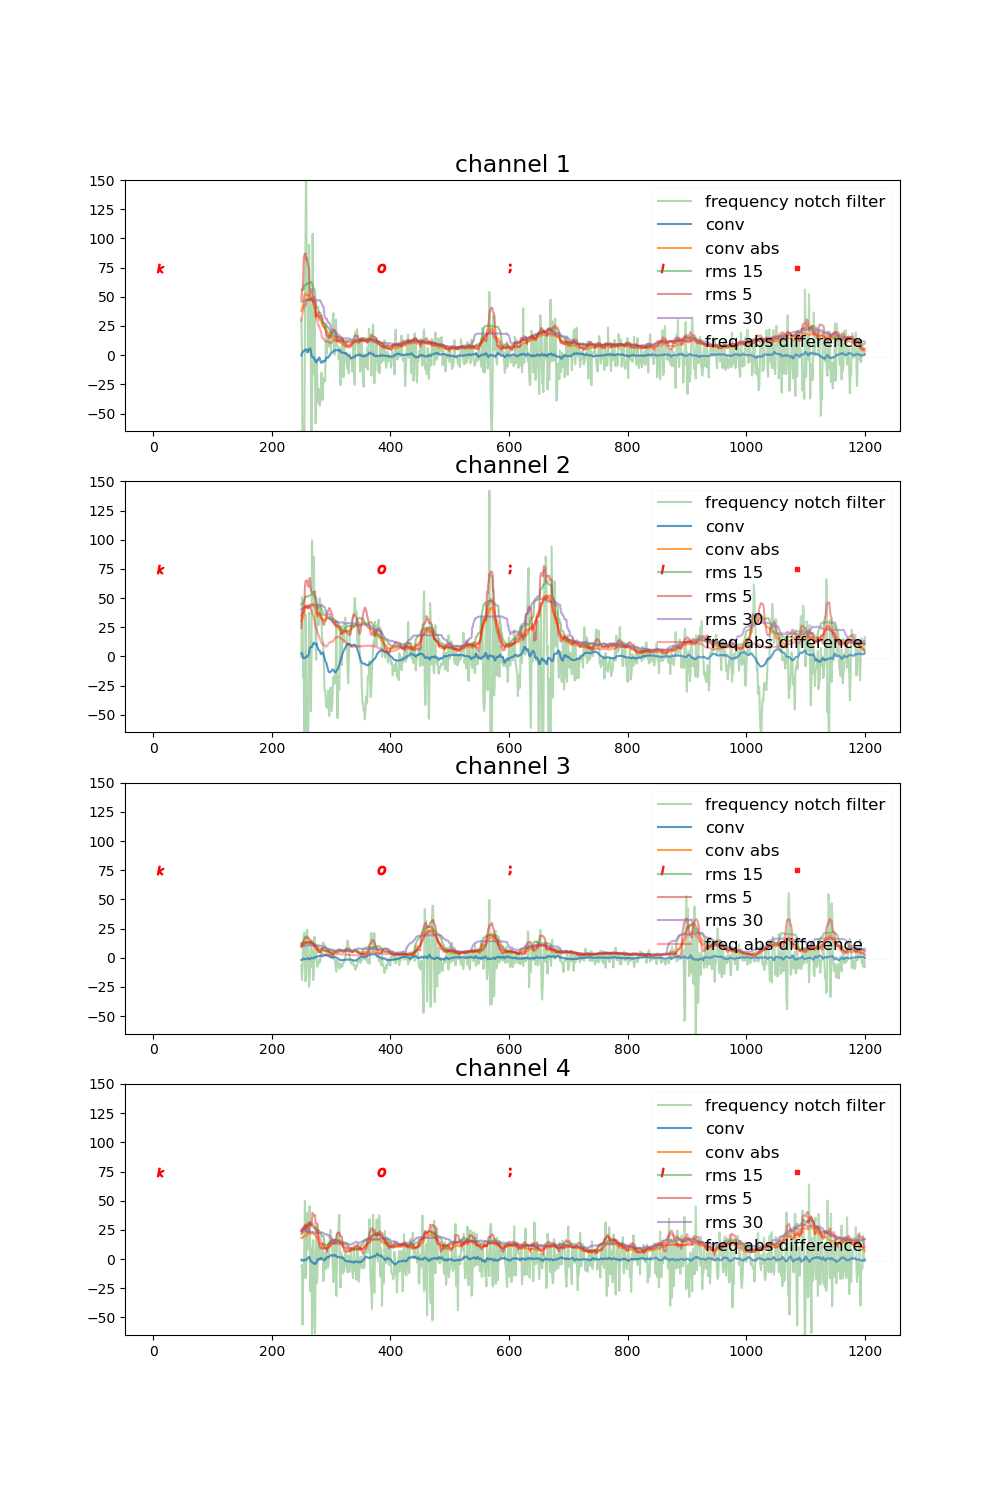 channel 1
150
125
100
75
50
25
0
−25
−50
k o ; l .
frequency notch filter
conv
conv abs
rms 15
rms 5
rms 30
freq abs difference
0 200 400 600 800 1000 1200
channel 2
150
125
100
75
50
25
0
−25
−50
k o ; l .
frequency notch filter
conv
conv abs
rms 15
rms 5
rms 30
freq abs difference
0 200 400 600 800 1000 1200
channel 3
150
125
100
75
50
25
0
−25
−50
k o ; l .
frequency notch filter
conv
conv abs
rms 15
rms 5
rms 30
freq abs difference
0 200 400 600 800 1000 1200
channel 4
150
125
100
75
50
25
0
−25
−50
k o ; l .
frequency notch filter
conv
conv abs
rms 15
rms 5
rms 30
freq abs difference
0 200 400 600 800 1000 1200